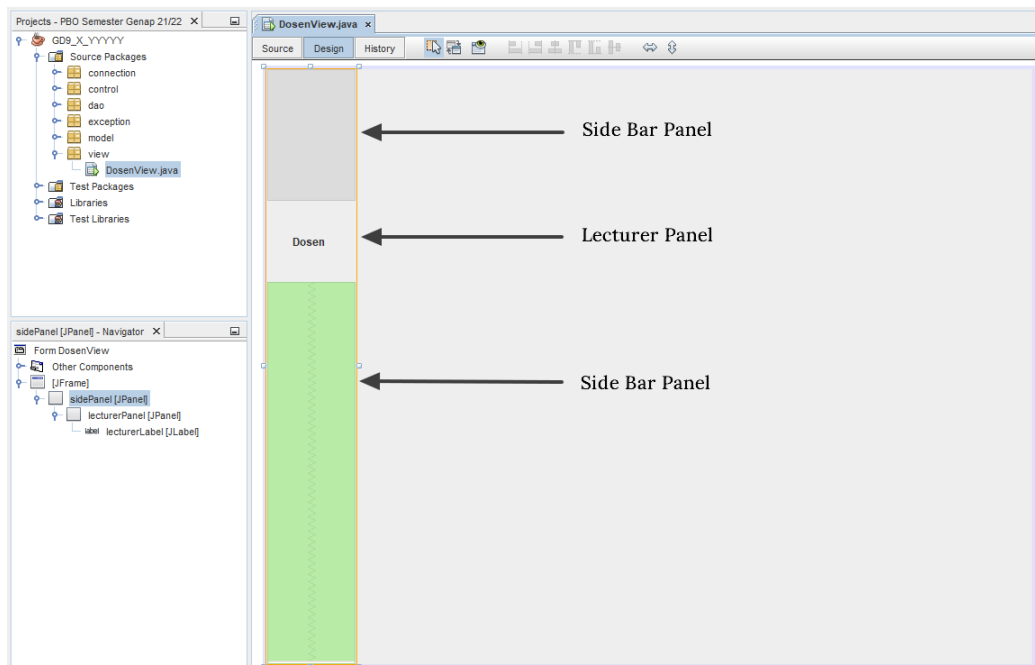 Projects - PBO Semester Genap 21/22
GD9_X_YYYYY
Source Packages
connection
control
dao
exception
model
view
DosenView.java
Test Packages
Libraries
Test Libraries
sidePanel [JPanel] - Navigator
Form DosenView
Other Components
[JFrame]
sidePanel [JPanel]
lecturerPanel [JPanel]
label lecturerLabel [JLabel]
DosenView.java
Source Design History
Side Bar Panel
Dosen
Lecturer Panel
Side Bar Panel